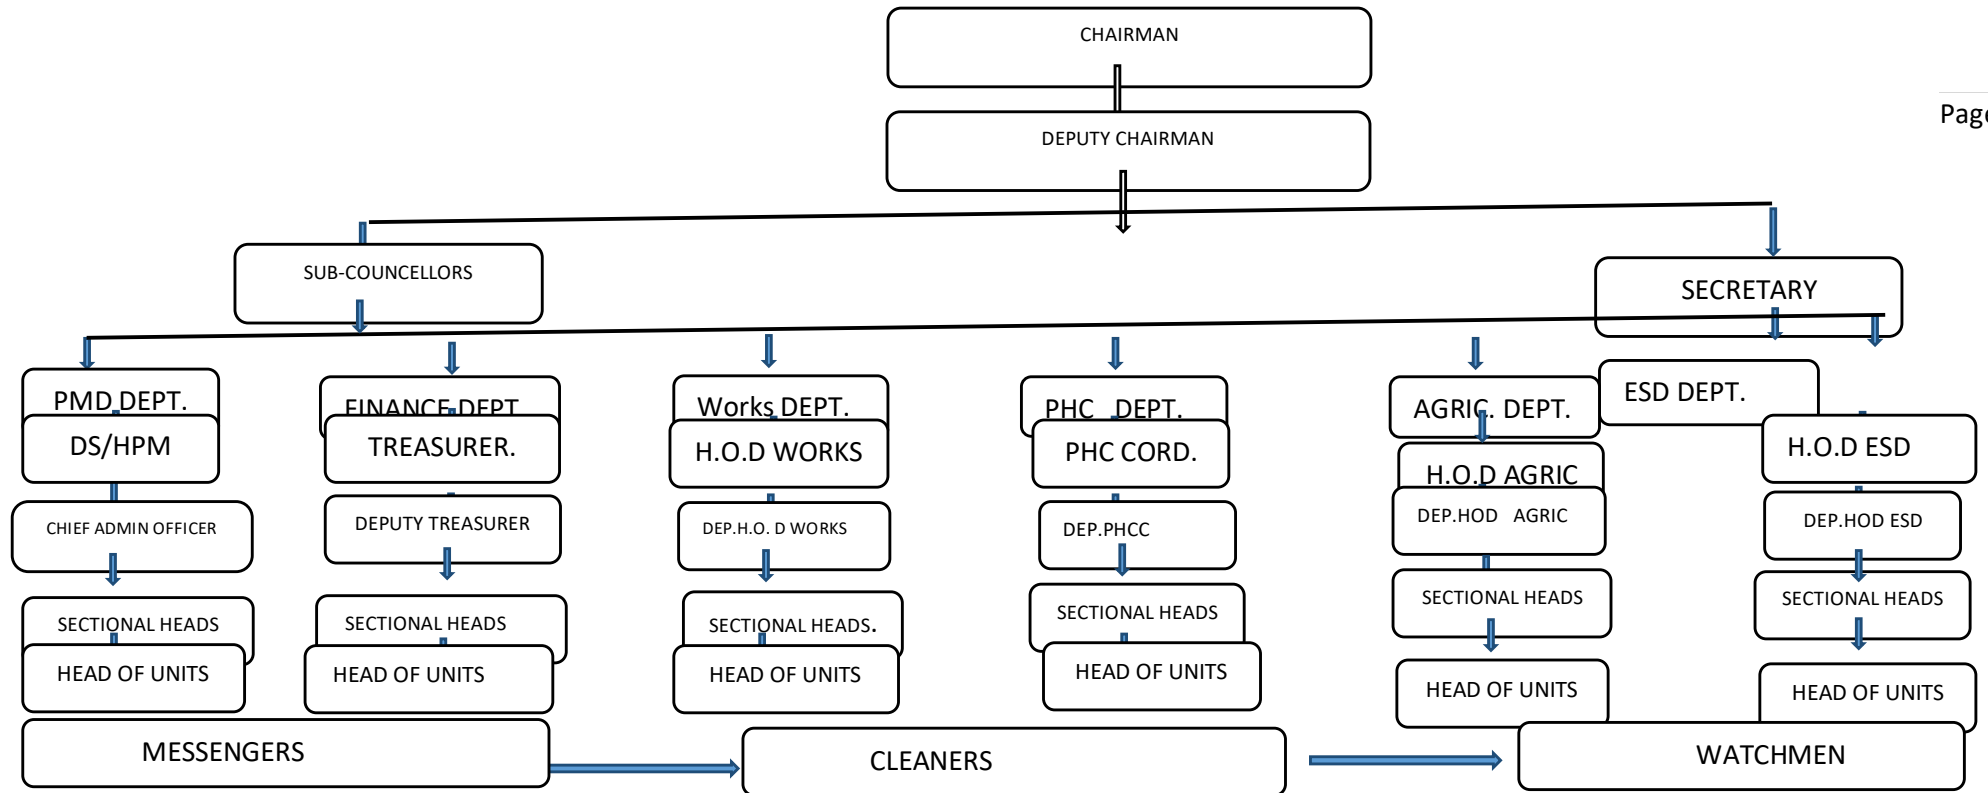 CHAIRMAN
Page
DEPUTY CHAIRMAN
SUB-COUNCELLORS
SECRETARY
PMD DEPT.
FINANCE DEPT
Works DEPT.
PHC DEPT.
AGRIC. DEPT.
ESD DEPT.
DS/HPM
TREASURER.
H.O.D WORKS
PHC CORD.
H.O.D AGRIC
H.O.D ESD
CHIEF ADMIN OFFICER
DEPUTY TREASURER
DEP.H.O. D WORKS
DEP.PHCC
DEP.HOD AGRIC
DEP.HOD ESD
SECTIONAL HEADS
SECTIONAL HEADS
SECTIONAL HEADS.
SECTIONAL HEADS
SECTIONAL HEADS
SECTIONAL HEADS
HEAD OF UNITS
HEAD OF UNITS
HEAD OF UNITS
HEAD OF UNITS
HEAD OF UNITS
HEAD OF UNITS
MESSENGERS
CLEANERS
WATCHMEN